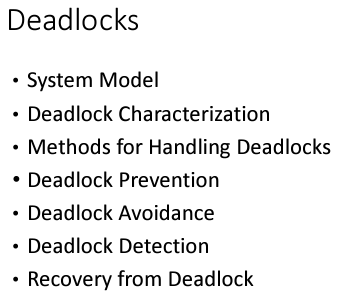 Deadlocks
• System Model
• Deadlock Characterization
• Methods for Handling Deadlocks
• Deadlock Prevention
• Deadlock Avoidance
• Deadlock Detection
• Recovery from Deadlock